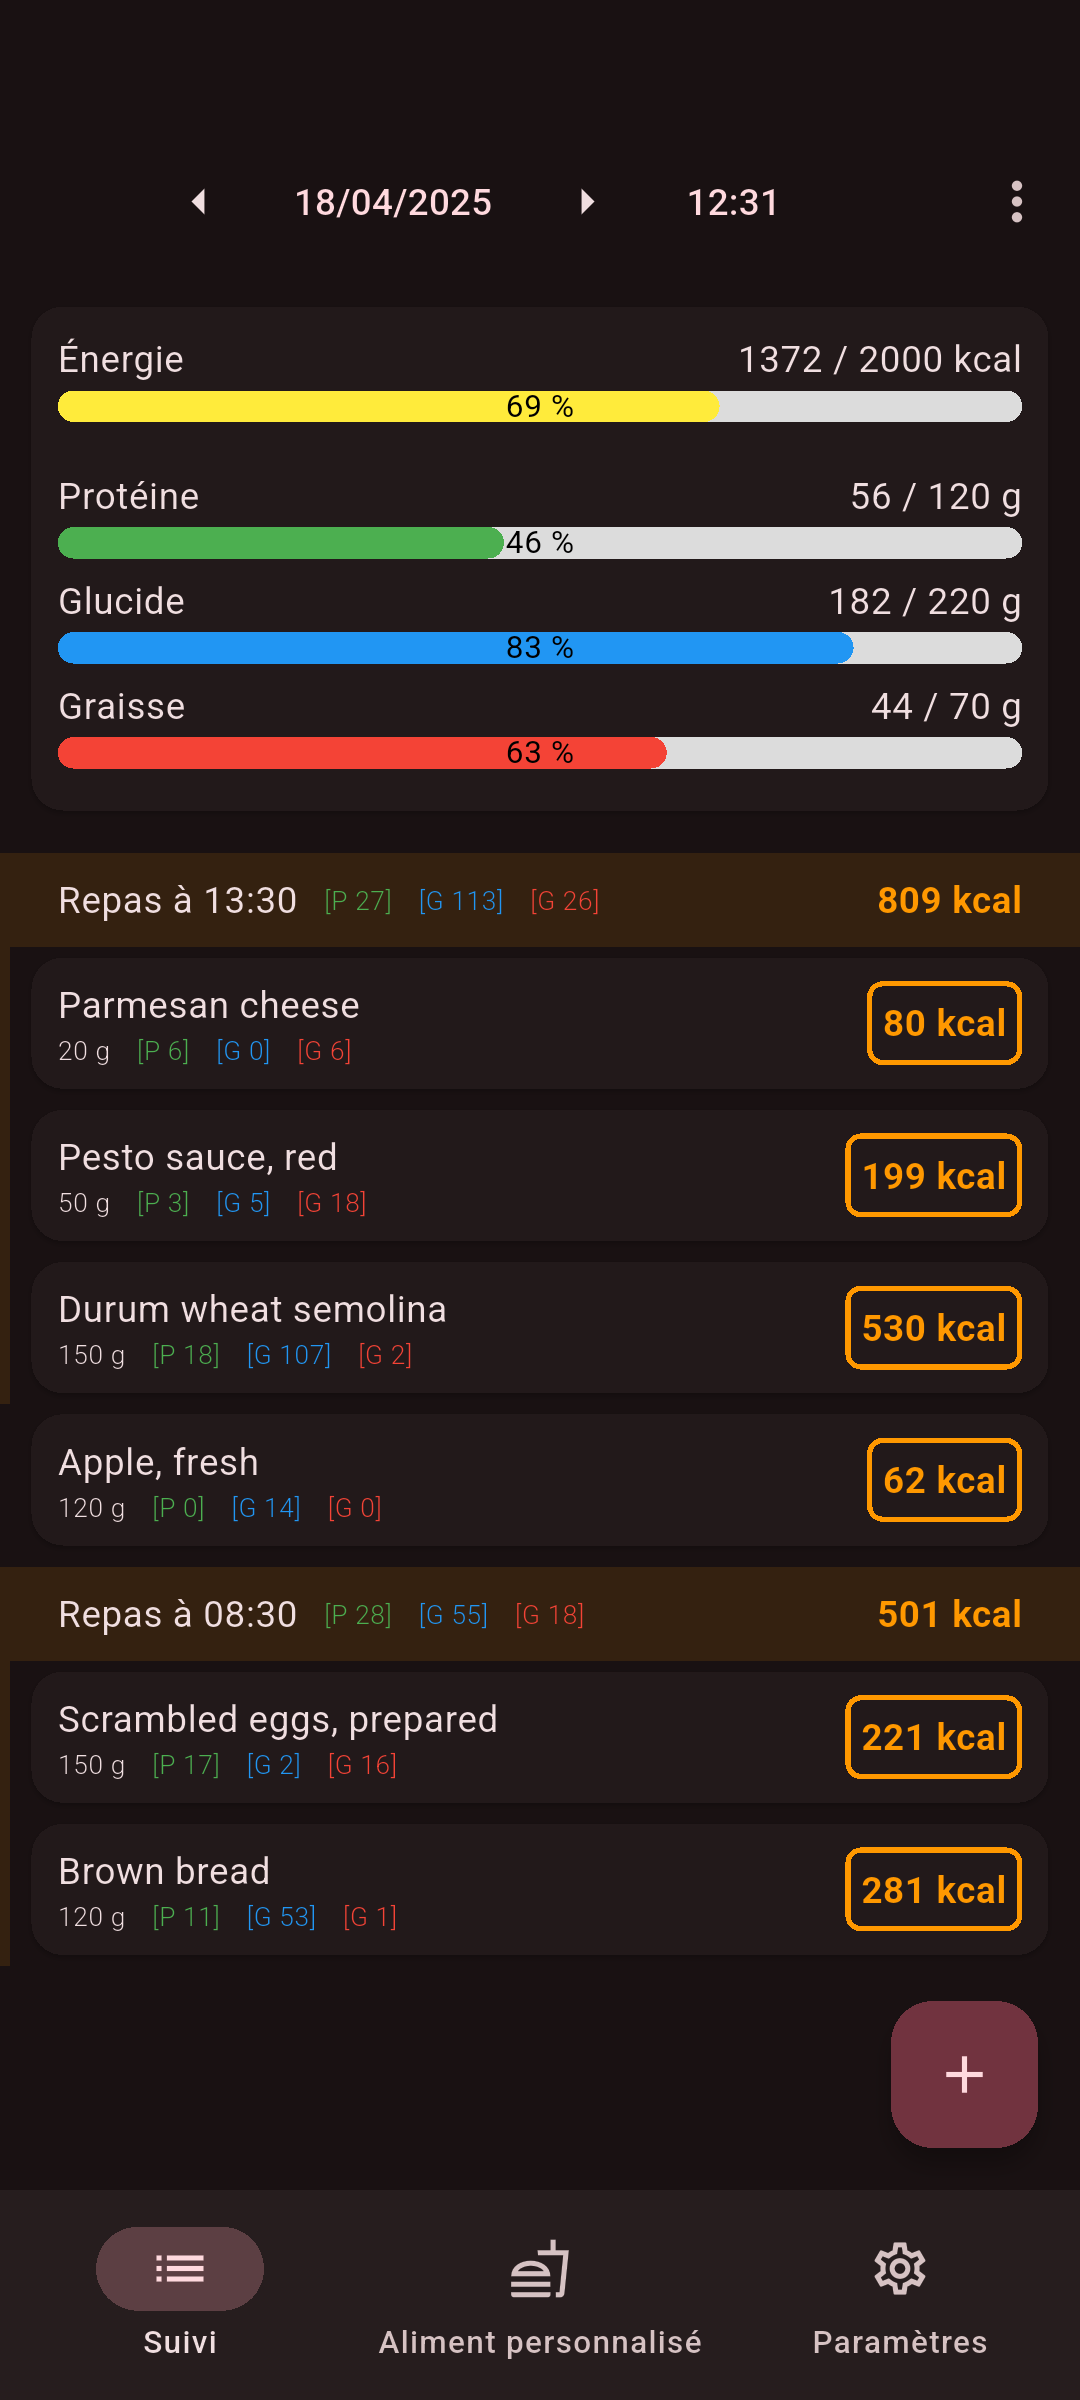 18/04/2025 12:31
Énergie 1372 / 2000 kcal
69 %
Protéine 56 / 120 g
46 %
Glucide 182 / 220 g
83 %
Graisse 44 / 70 g
63 %
Repas à 13:30 [P 27] [G 113] [G 26] 809 kcal
Parmesan cheese
20 g [P 6] [G 0] [G 6]
80 kcal
Pesto sauce, red
50 g [P 3] [G 5] [G 18]
199 kcal
Durum wheat semolina
150 g [P 18] [G 107] [G 2]
530 kcal
Apple, fresh
120 g [P 0] [G 14] [G 0]
62 kcal
Repas à 08:30 [P 28] [G 55] [G 18] 501 kcal
Scrambled eggs, prepared
150 g [P 17] [G 2] [G 16]
221 kcal
Brown bread
120 g [P 11] [G 53] [G 1]
281 kcal
Suivi Aliment personnalisé Paramètres